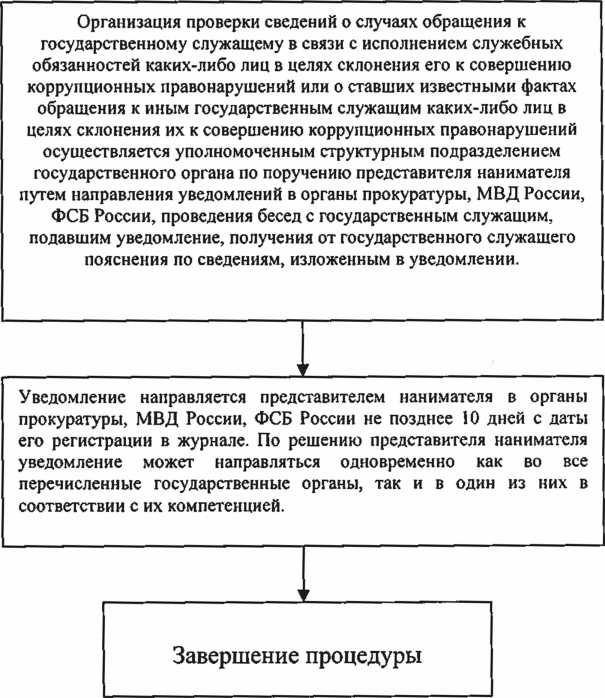 Организация проверки сведений о случаях обращения к
государственному служащему в связи с исполнением служебных
обязанностей каких-либо лиц в целях склонения его к совершению
коррупционных правонарушений или о ставших известными фактах
обращения к иным государственным служащим каких-либо лиц в
целях склонения их к совершению коррупционных правонарушений
осуществляется уполномоченным структурным подразделением
государственного органа по поручению представителя нанимателя
путем направления уведомлений в органы прокуратуры, МВД России,
ФСБ России, проведения бесед с государственным служащим,
подавшим уведомление, получения от государственного служащего
пояснения по сведениям, изложенным в уведомлении.
Уведомление направляется представителем нанимателя в органы
прокуратуры, МВД России, ФСБ России не позднее 10 дней с даты
его регистрации в журнале. По решению представителя нанимателя
уведомление может направляться одновременно как во все
перечисленные государственные органы, так и в один из них в
соответствии с их компетенцией.
Завершение процедуры